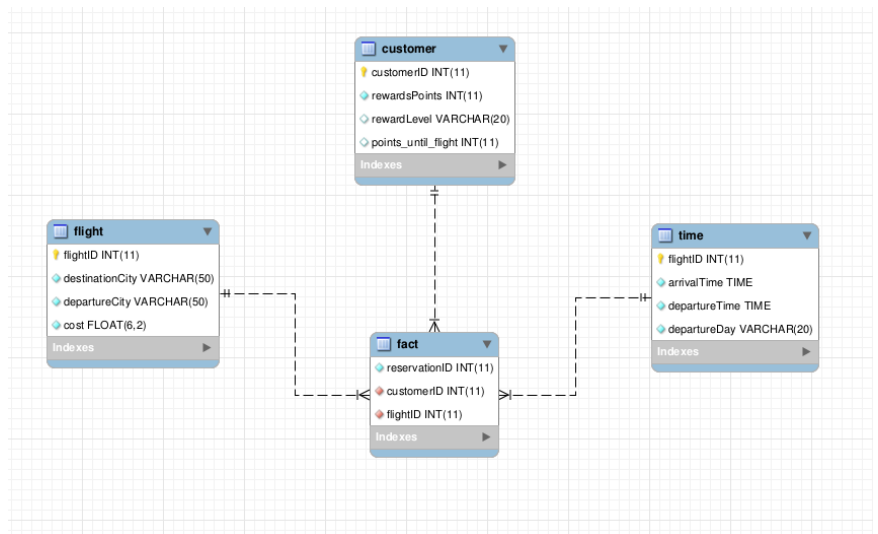 customer
customerID INT(11)
rewardsPoints INT(11)
rewardLevel VARCHAR(20)
points_until_flight INT(11)
Indexes
flight
flightID INT(11)
destinationCity VARCHAR(50)
departureCity VARCHAR(50)
cost FLOAT(6,2)
Indexes
time
flightID INT(11)
arrivalTime TIME
departureTime TIME
departureDay VARCHAR(20)
Indexes
fact
reservationID INT(11)
customerID INT(11)
flightID INT(11)
Indexes